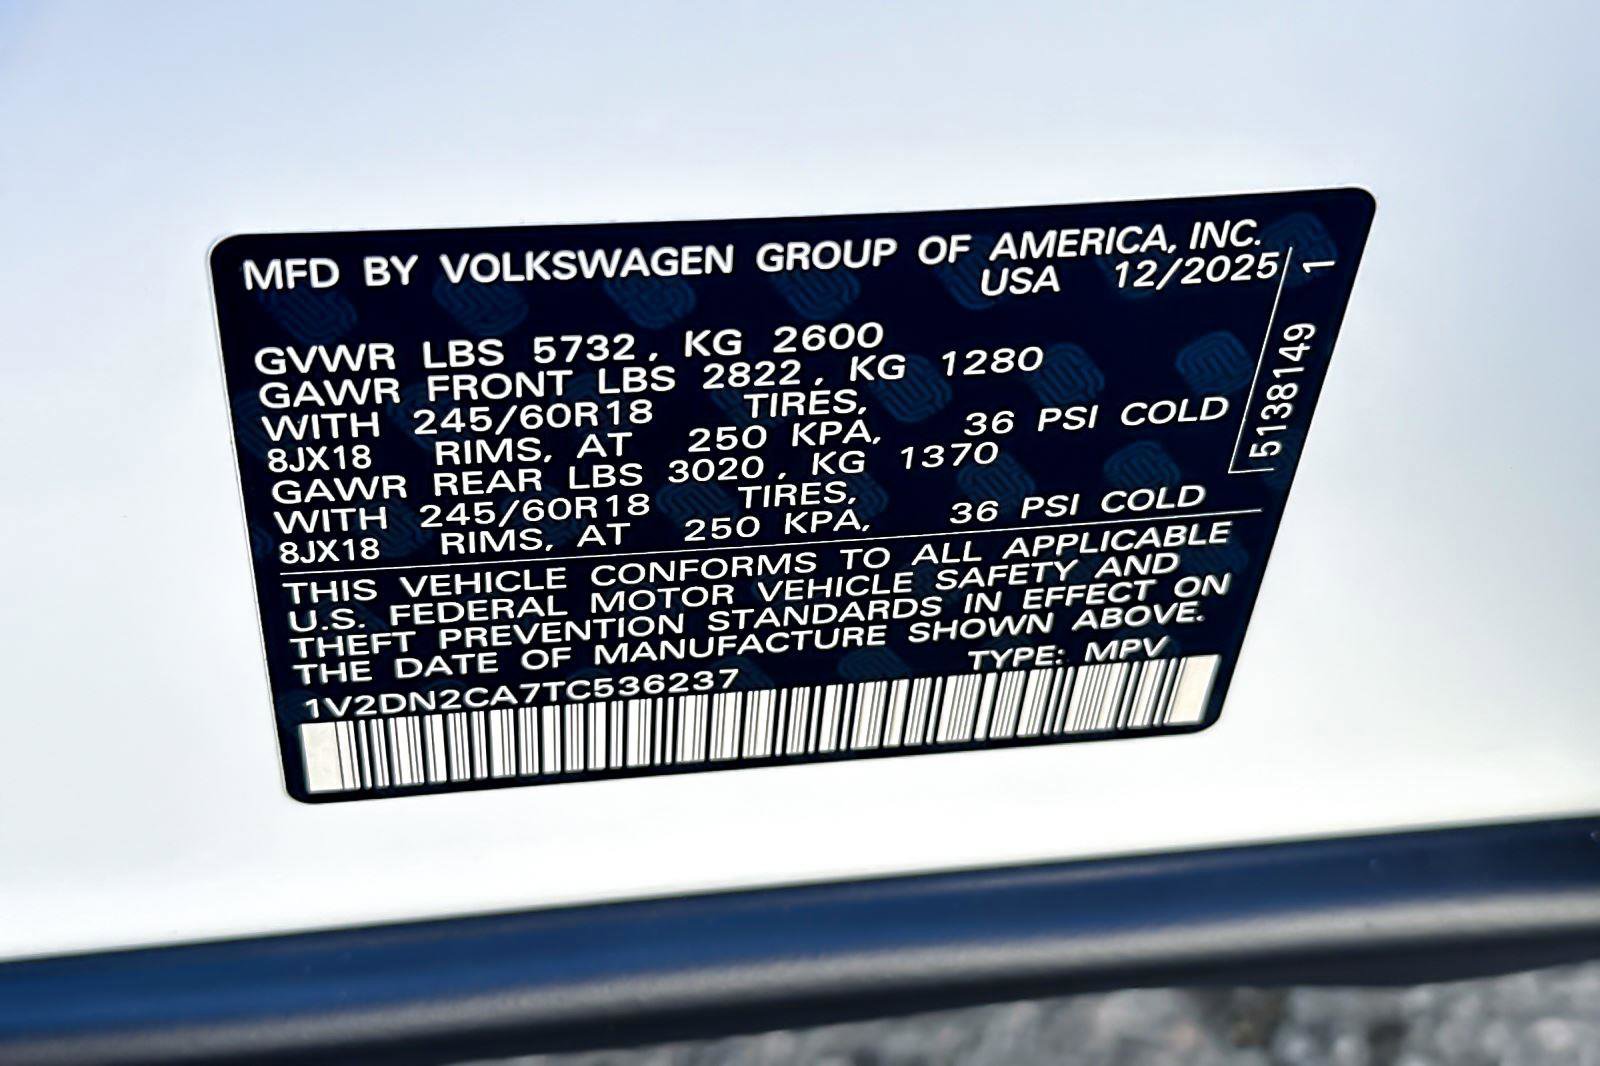 MFD BY VOLKSWAGEN GROUP OF AMERICA, INC.
USA 12/2025
GVWR LBS 5732, KG 2600
GAWR FRONT LBS 2822, KG 1280
WITH 245/60R18 TIRES,
8JX18 RIMS, AT 250 KPA, 36 PSI COLD
GAWR REAR LBS 3020, KG 1370
WITH 245/60R18 TIRES,
8JX18 RIMS, AT 250 KPA, 36 PSI COLD
THIS VEHICLE CONFORMS TO ALL APPLICABLE
U.S. FEDERAL MOTOR VEHICLE SAFETY AND
THEFT PREVENTION STANDARDS IN EFFECT ON
THE DATE OF MANUFACTURE SHOWN ABOVE.
1V2DN2CA7TC536237 TYPE: MPV
5138149 1